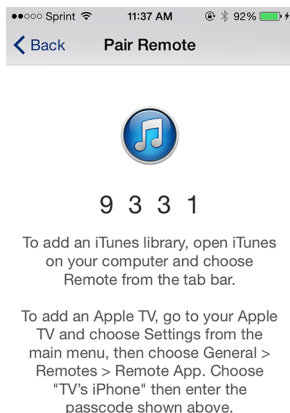 Sprint 11:37 AM 92%
Back Pair Remote
9 3 3 1
To add an iTunes library, open iTunes
on your computer and choose
Remote from the tab bar.
To add an Apple TV, go to your Apple
TV and choose Settings from the
main menu, then choose General >
Remotes > Remote App. Choose
"TV's iPhone" then enter the
passcode shown above.